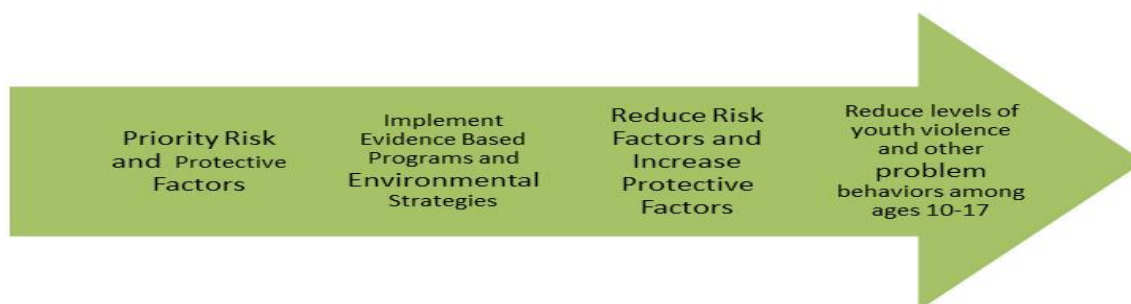 Priority Risk
and Protective
Factors
Implement
Evidence Based
Programs and
Environmental
Strategies
Reduce Risk
Factors and
Increase
Protective
Factors
Reduce levels of
youth violence
and other
problem
behaviors among
ages 10-17